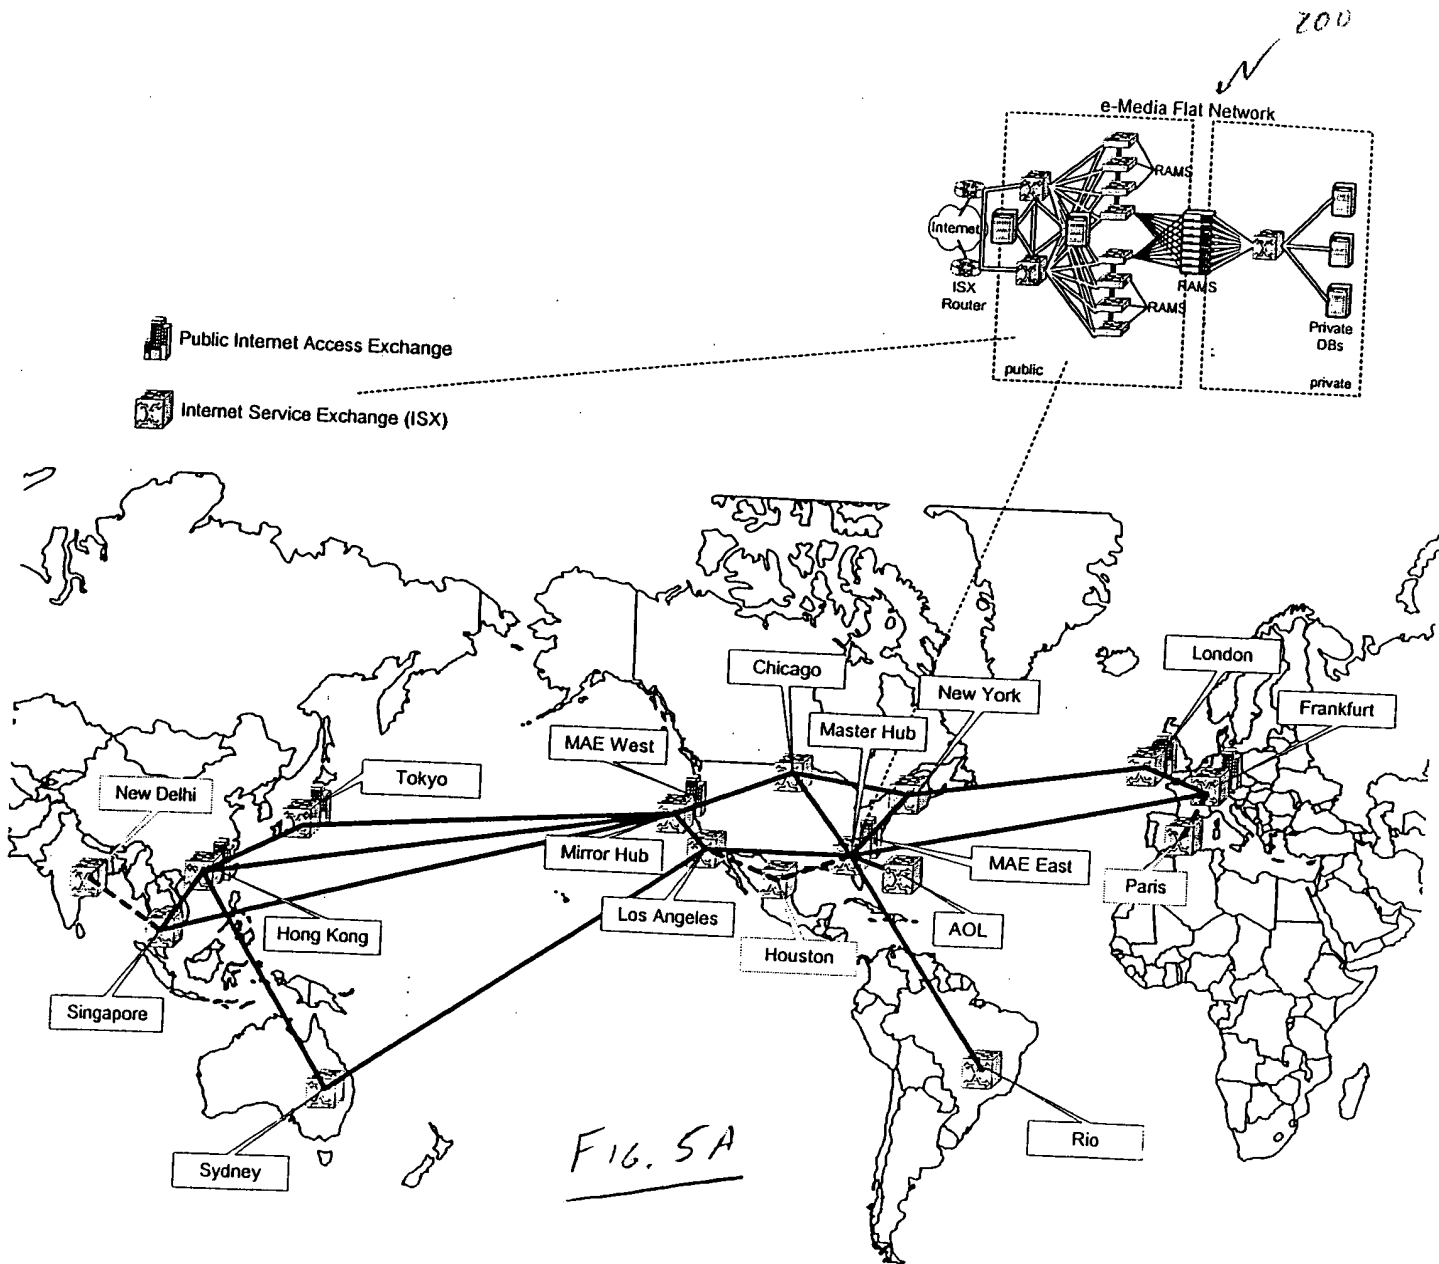 200
e-Media Flat Network
RAMS
Internet
ISX
Router
RAMS
RAMS
Private
DBs
public
private
Public Internet Access Exchange
Internet Service Exchange (ISX)
London
Chicago
New York
Frankfurt
Master Hub
MAE West
Tokyo
New Delhi
Mirror Hub
MAE East
Paris
Los Angeles
AOL
Hong Kong
Houston
Singapore
Rio
Sydney
FIG. 5A